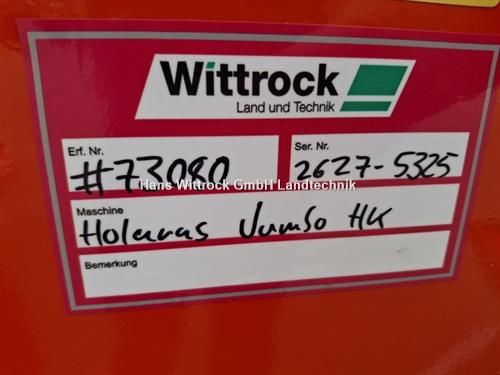 Wittrock
Land und Technik
Erf. Nr.
Ser. Nr.
#73080
2627-5325
Hans Wittrock GmbH Landtechnik
Maschine
Holaras Jumbo HK
Bemerkung